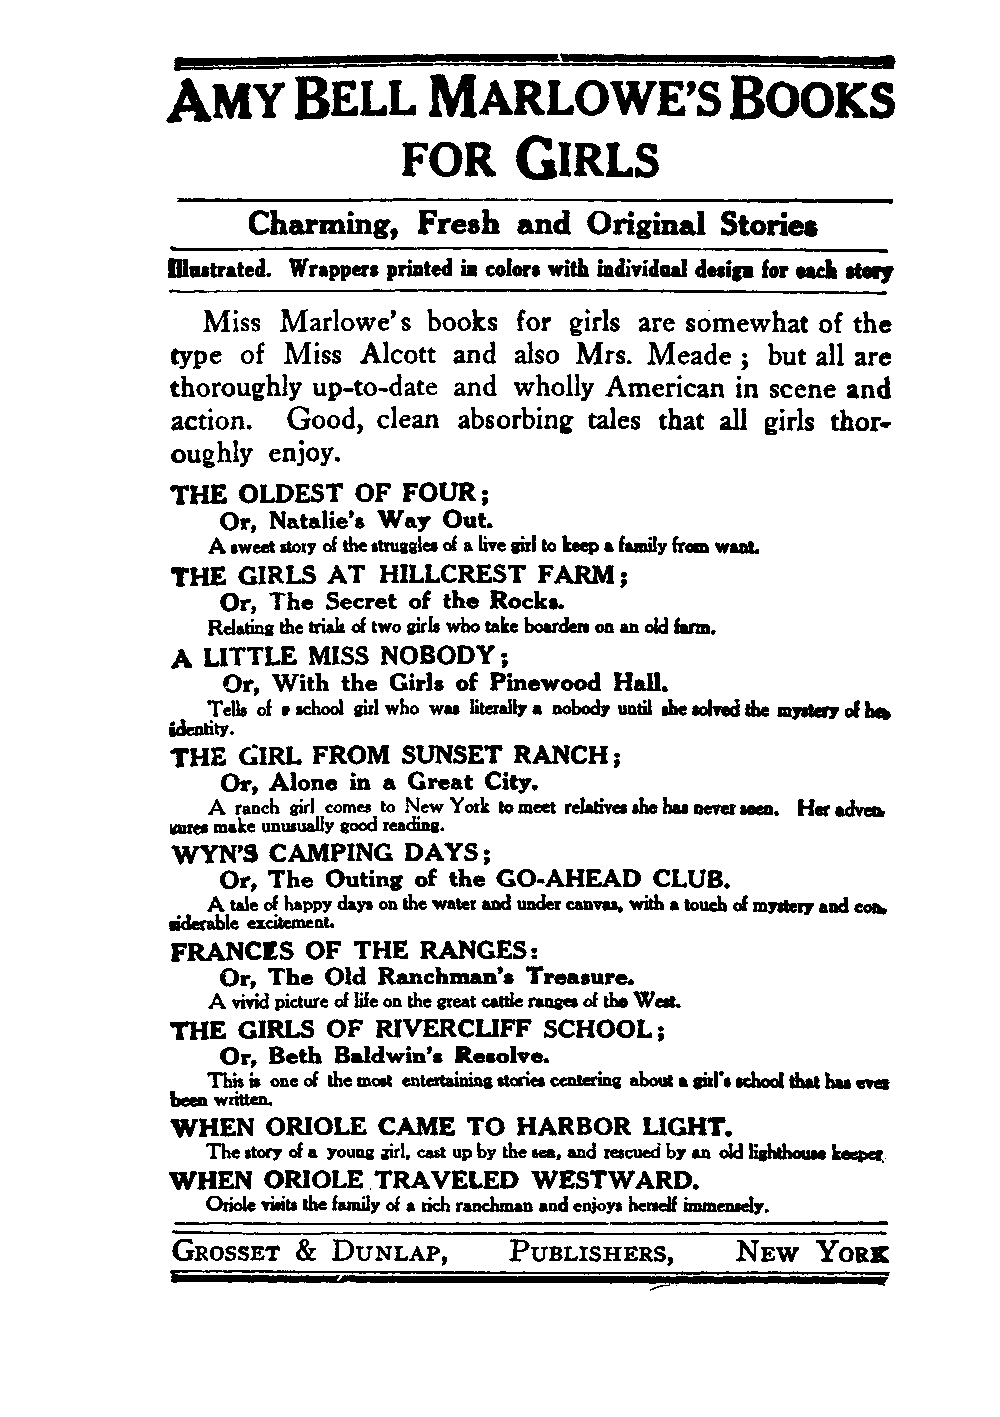 AMY BELL MARLOWE'S BOOKS
FOR GIRLS
Charming, Fresh and Original Stories
Illustrated. Wrappers printed in colors with individual design for each story
Miss Marlowe's books for girls are somewhat of the
type of Miss Alcott and also Mrs. Meade; but all are
thoroughly up-to-date and wholly American in scene and
action. Good, clean absorbing tales that all girls thor-
oughly enjoy.
THE OLDEST OF FOUR;
Or, Natalie's Way Out.
A sweet story of the struggles of a live girl to keep a family from want.
THE GIRLS AT HILLCREST FARM;
Or, The Secret of the Rocks.
Relating the trials of two girls who take boarders on an old farm.
A LITTLE MISS NOBODY;
Or, With the Girls of Pinewood Hall.
Tells of a school girl who was literally a nobody until she solved the mystery of her
identity.
THE GIRL FROM SUNSET RANCH;
Or, Alone in a Great City.
A ranch girl comes to New York to meet relatives she has never seen. Her adven-
tures make unusually good reading.
WYN'S CAMPING DAYS;
Or, The Outing of the GO-AHEAD CLUB.
A tale of happy days on the water and under canvas, with a touch of mystery and con-
siderable excitement.
FRANCES OF THE RANGES:
Or, The Old Ranchman's Treasure.
A vivid picture of life on the great cattle ranges of the West.
THE GIRLS OF RIVERCLIFF SCHOOL;
Or, Beth Baldwin's Resolve.
This is one of the most entertaining stories centering about a girl's school that has ever
been written.
WHEN ORIOLE CAME TO HARBOR LIGHT.
The story of a young girl, cast up by the sea, and rescued by an old lighthouse keeper.
WHEN ORIOLE TRAVELED WESTWARD.
Oriole visits the family of a rich ranchman and enjoys herself immensely.
GROSSET & DUNLAP, PUBLISHERS, NEW YORK